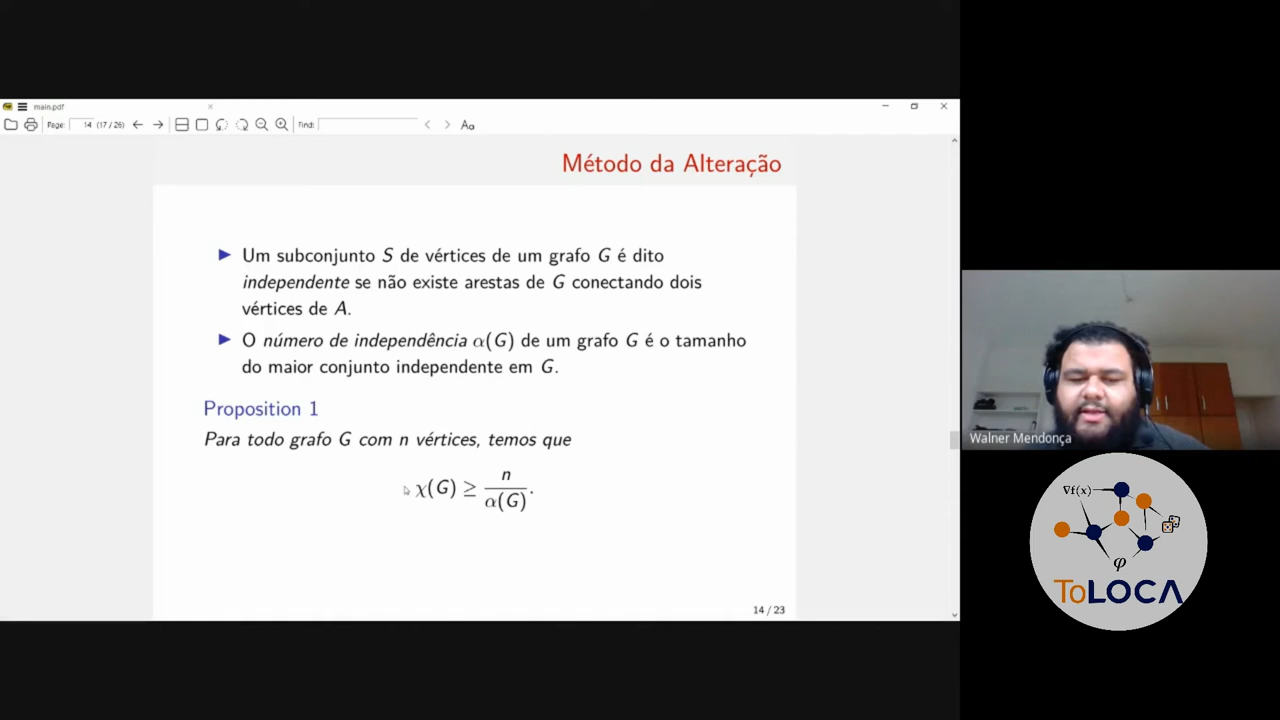 main.pdf
Page: 14 (17 / 26) Find: Aa
Método da Alteração
Um subconjunto S de vértices de um grafo G é dito
independente se não existe arestas de G conectando dois
vértices de A.
O número de independência α(G) de um grafo G é o tamanho
do maior conjunto independente em G.
Proposition 1
Para todo grafo G com n vértices, temos que
χ(G) ≥ n / α(G).
14 / 23
Walner Mendonça
∇f(x)
φ
ToLOCA